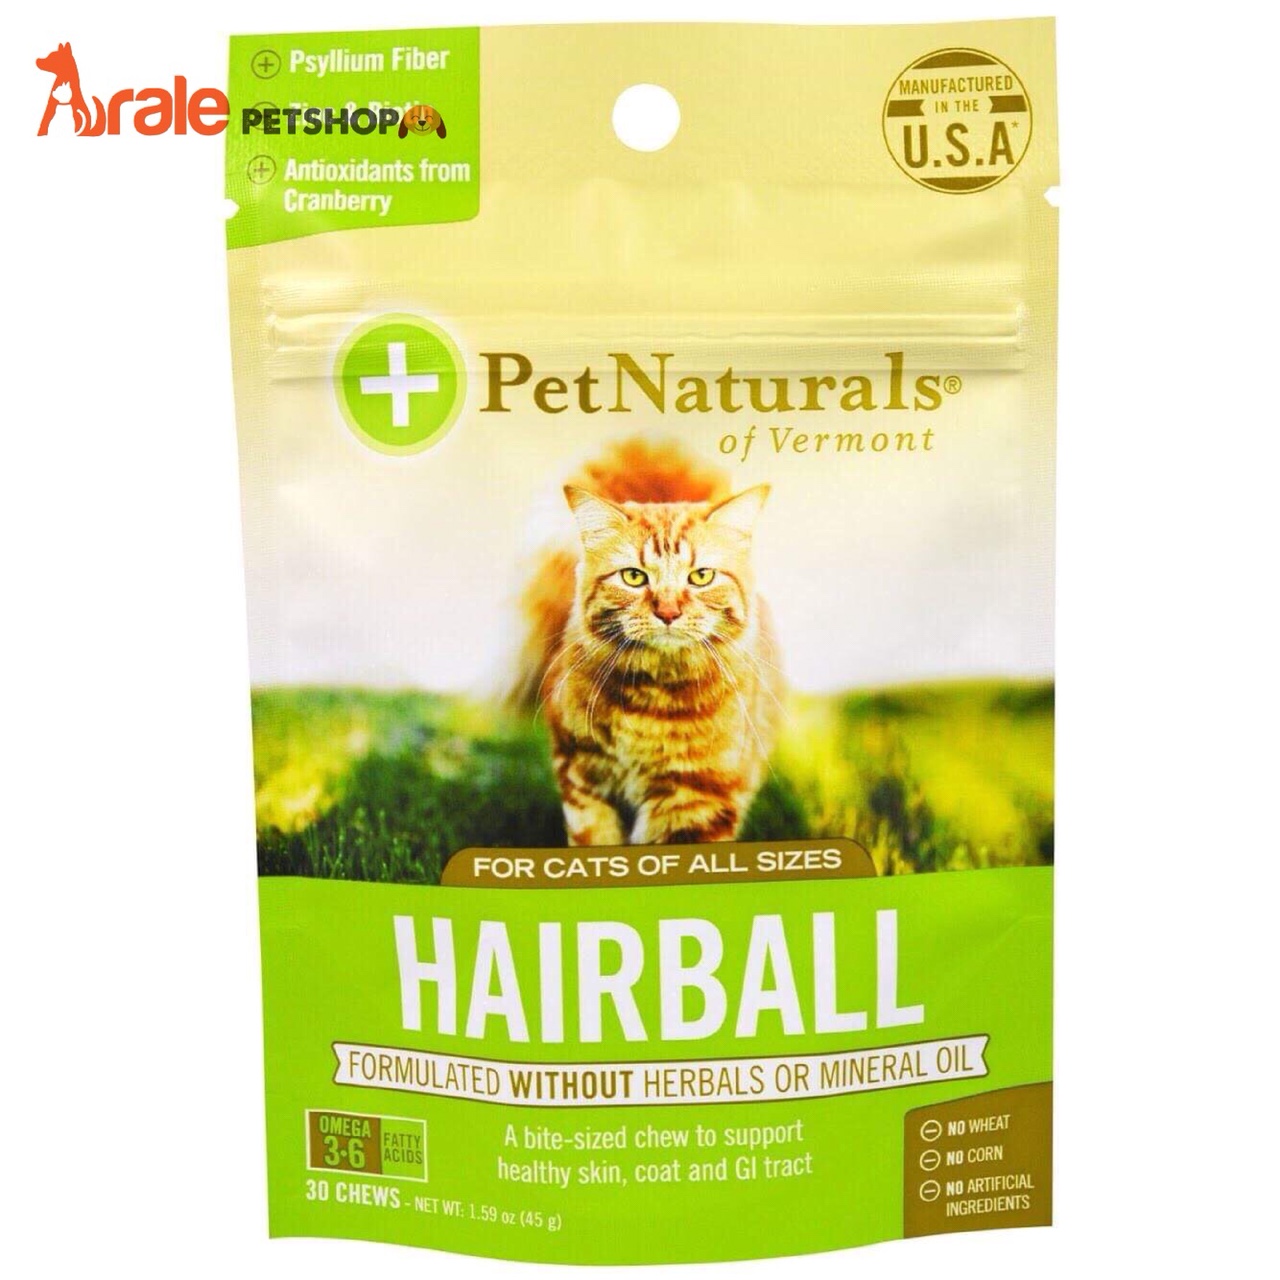 Psyllium Fiber
Arale PETSHOP
Antioxidants from
Cranberry
MANUFACTURED
IN THE
U.S.A*
PetNaturals®
of Vermont
FOR CATS OF ALL SIZES
HAIRBALL
FORMULATED WITHOUT HERBALS OR MINERAL OIL
OMEGA
3•6
FATTY
ACIDS
A bite-sized chew to support
healthy skin, coat and GI tract
30 CHEWS - NET WT: 1.59 oz (45 g)
NO WHEAT
NO CORN
NO ARTIFICIAL
INGREDIENTS